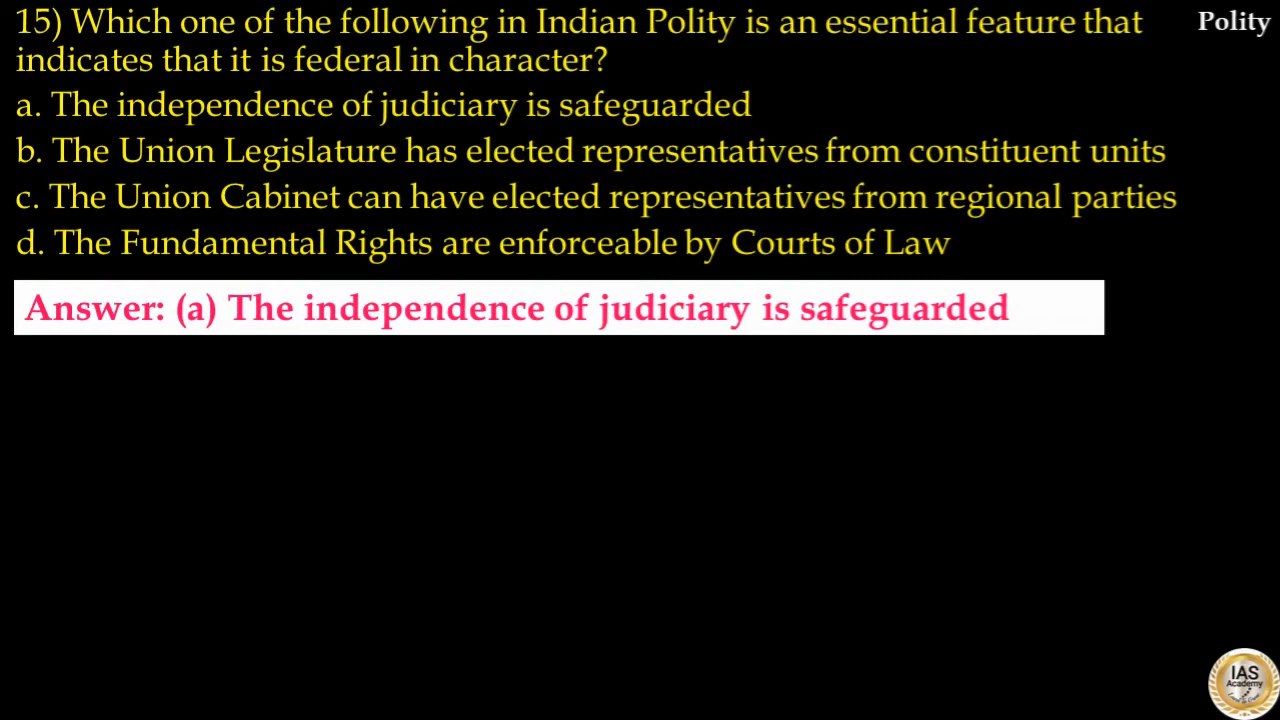 15) Which one of the following in Indian Polity is an essential feature that
Polity
indicates that it is federal in character?
a. The independence of judiciary is safeguarded
b. The Union Legislature has elected representatives from constituent units
c. The Union Cabinet can have elected representatives from regional parties
d. The Fundamental Rights are enforceable by Courts of Law
Answer: (a) The independence of judiciary is safeguarded
IAS
Academy